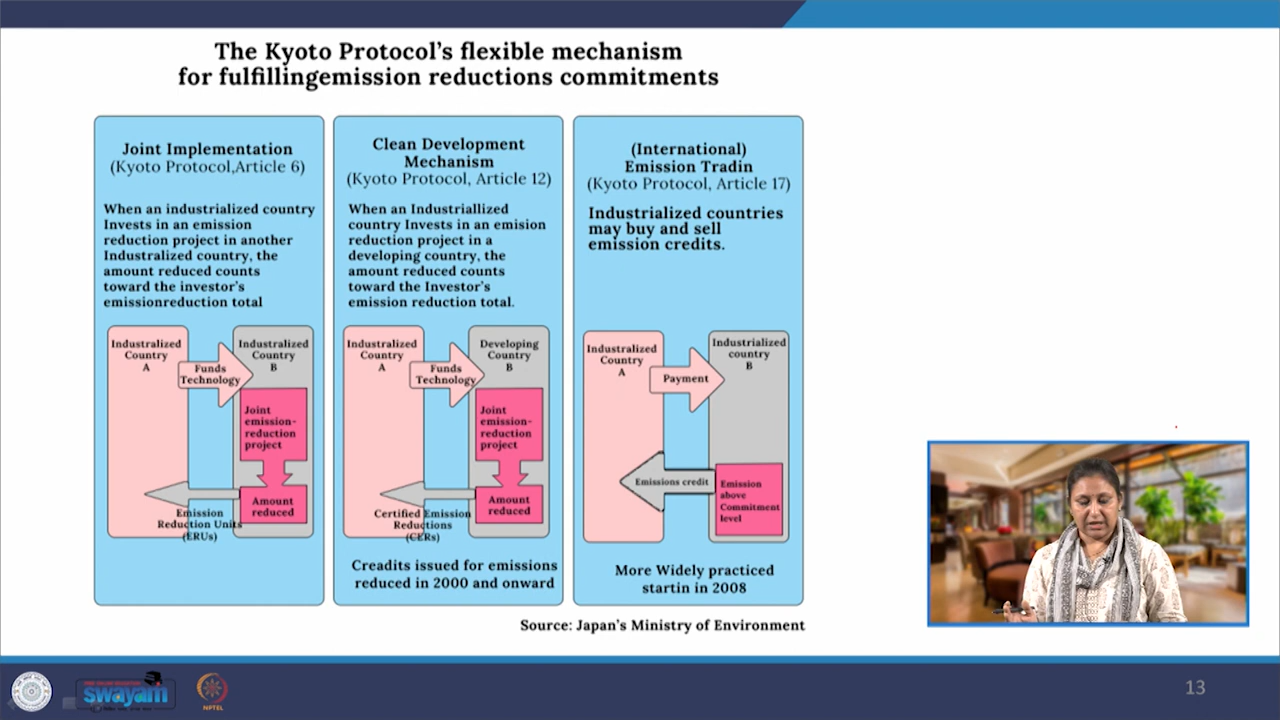 The Kyoto Protocol's flexible mechanism
for fulfillingemission reductions commitments
Joint Implementation
(Kyoto Protocol,Article 6)
When an industrialized country
Invests in an emission
reduction project in another
Industralized country, the
amount reduced counts
toward the investor's
emissionreduction total
Industralized
Country
A
Funds
Technology
Industralized
Country
B
Joint
emission-
reduction
project
Amount
reduced
Emission
Reduction Units
(ERUs)
Clean Development
Mechanism
(Kyoto Protocol, Article 12)
When an Industriallized
country Invests in an emision
reduction project in a
developing country, the
amount reduced counts
toward the Investor's
emission reduction total.
Industralized
Country
A
Funds
Technology
Developing
Country
B
Joint
emission-
reduction
project
Amount
reduced
Certified Emission
Reductions
(CERs)
Creadits issued for emissions
reduced in 2000 and onward
(International)
Emission Tradin
(Kyoto Protocol, Article 17)
Industrialized countries
may buy and sell
emission credits.
Industralized
Country
A
Payment
Industrialized
country
B
Emissions credit
Emission
above
Commitment
level
More Widely practiced
startin in 2008
Source: Japan's Ministry of Environment
swayam
NPTEL
13